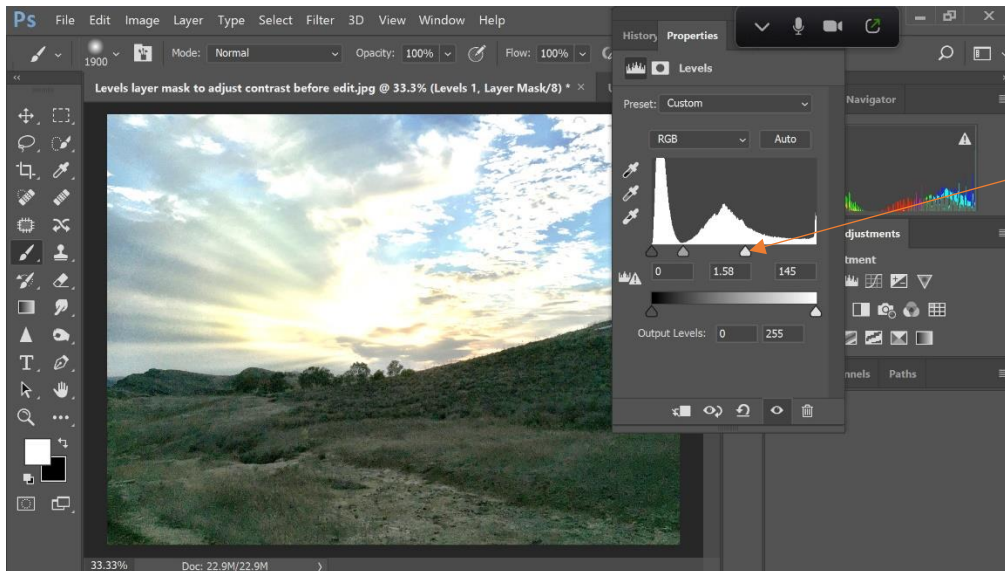 Ps File Edit Image Layer Type Select Filter 3D View Window Help
1900 Mode: Normal Opacity: 100% Flow: 100%
Levels layer mask to adjust contrast before edit.jpg @ 33.3% (Levels 1, Layer Mask/8) * ×
History Properties
Levels
Preset: Custom
RGB Auto
0 1.58 145
Output Levels: 0 255
Navigator
djustments
tment
nnels Paths
T
33.33% Doc: 22.9M/22.9M